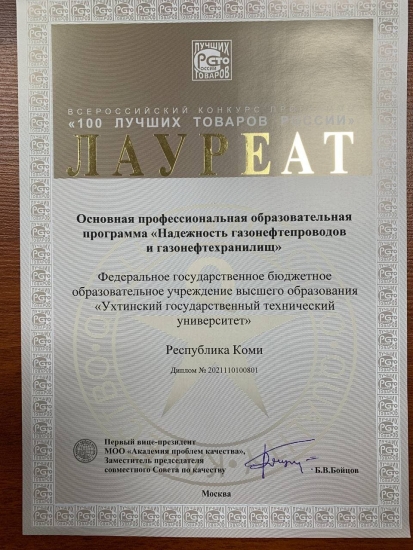 ЛУЧШИХ
СТО
РОССИИ
ТОВАРОВ
ВСЕРОССИЙСКИЙ КОНКУРС
«100 ЛУЧШИХ ТОВАРОВ РОССИИ»
ЛАУРЕАТ
Основная профессиональная образовательная
программа «Надежность газонефтепроводов
и газонефтехранилищ»
Федеральное государственное бюджетное
образовательное учреждение высшего образования
«Ухтинский государственный технический
университет»
Республика Коми
Диплом № 2021110100801
Первый вице-президент
МОО «Академия проблем качества»,
Заместитель председателя
совместного Совета по качеству
Б.В.Бойцов
Москва